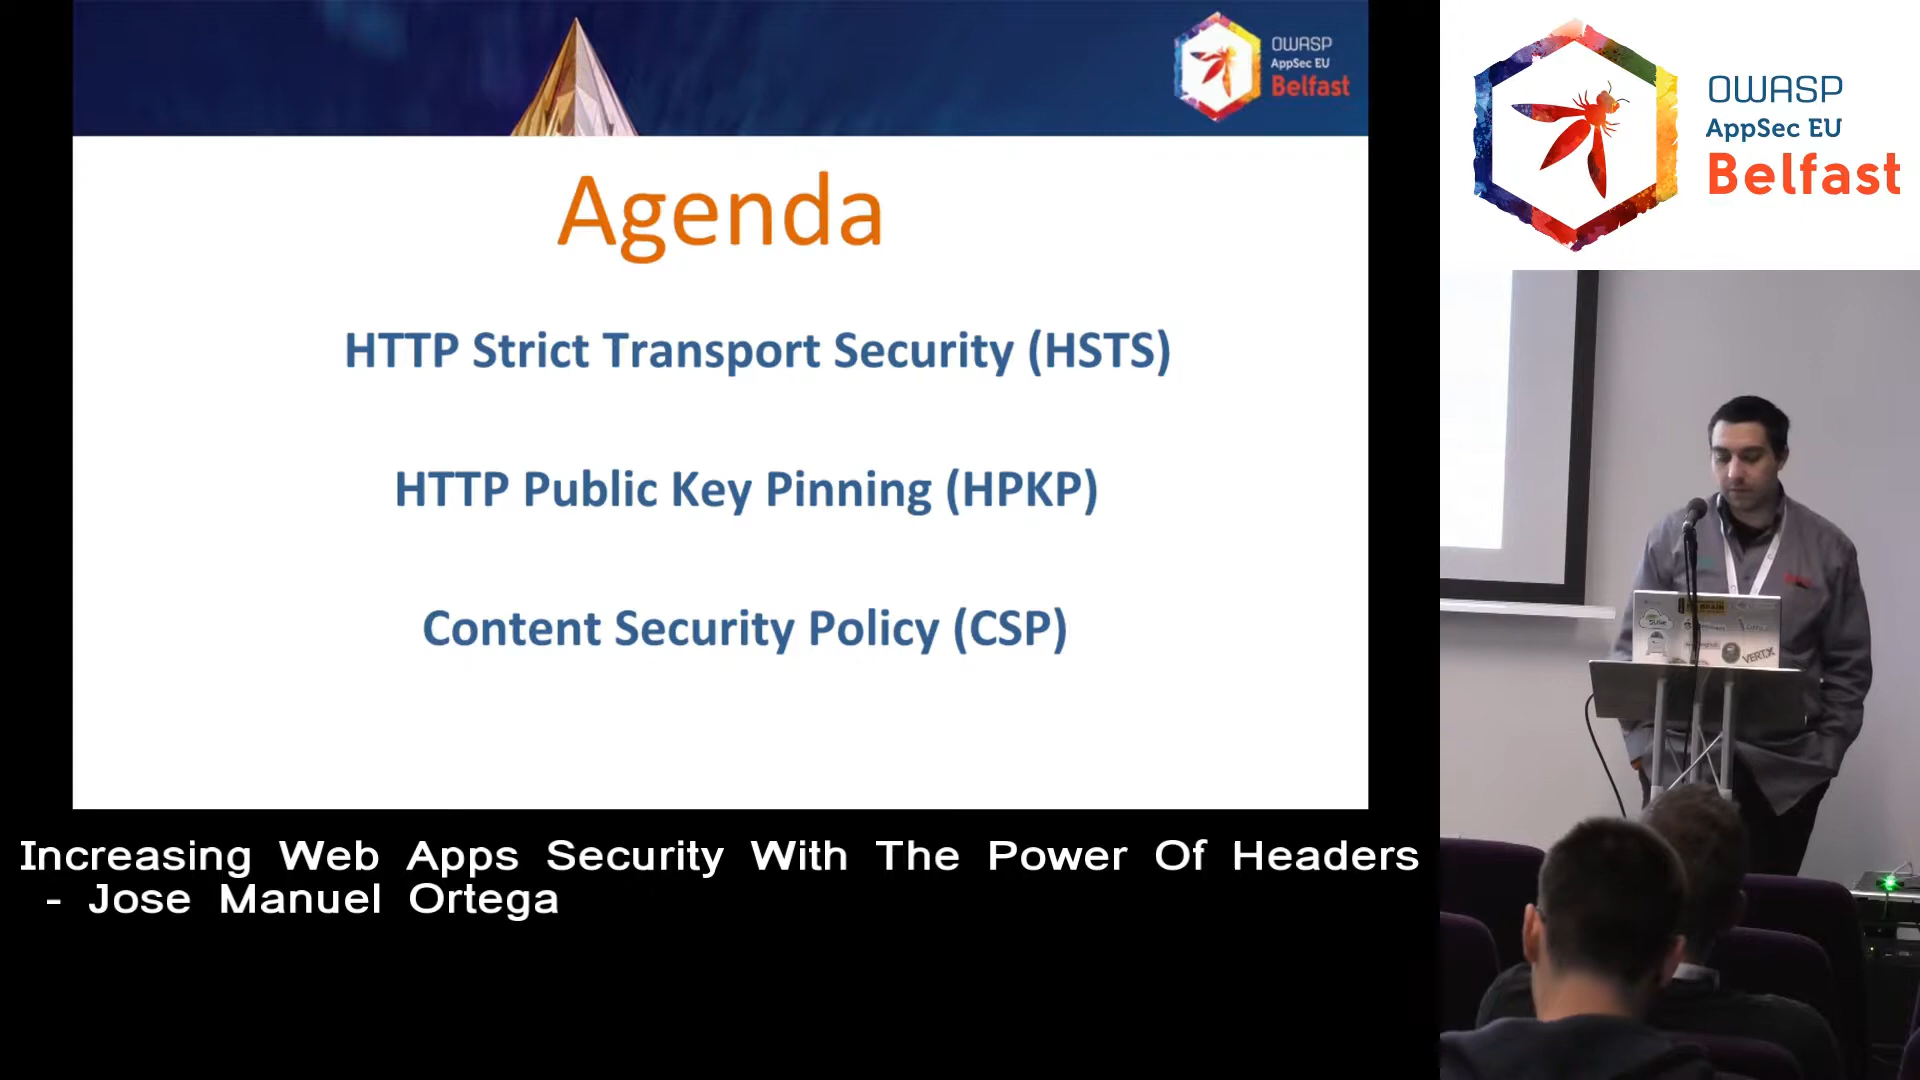 OWASP
AppSec EU
Belfast
Agenda
HTTP Strict Transport Security (HSTS)
HTTP Public Key Pinning (HPKP)
Content Security Policy (CSP)
Increasing Web Apps Security With The Power Of Headers
- Jose Manuel Ortega
OWASP
AppSec EU
Belfast
VERT.X